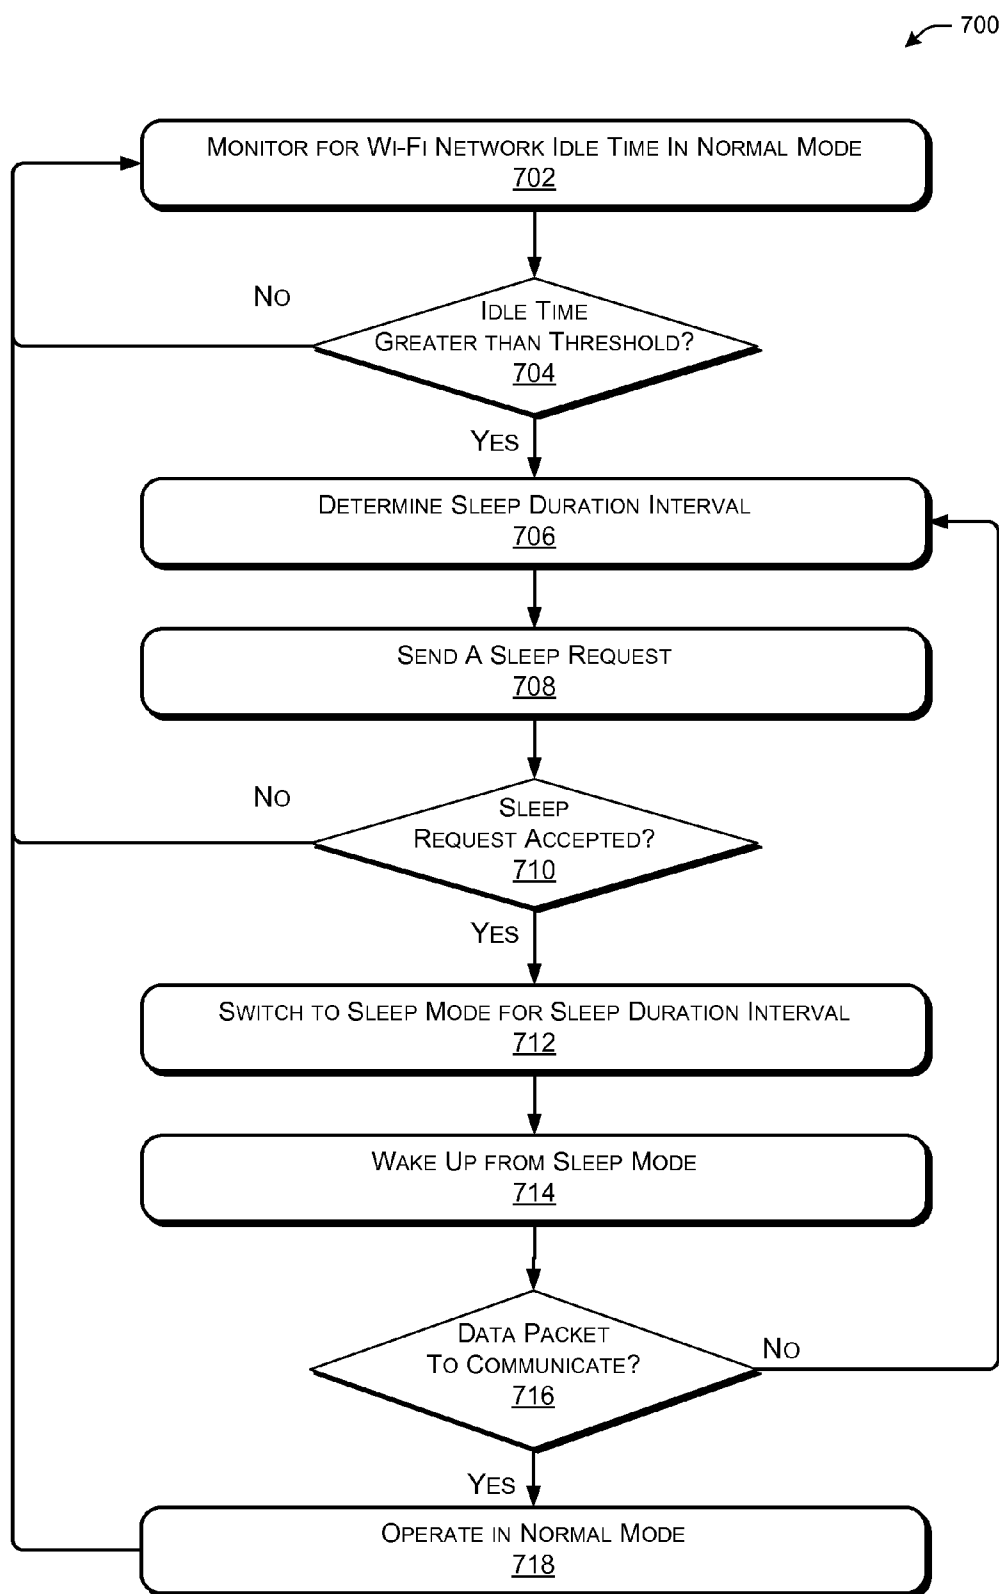 700
MONITOR FOR WI-FI NETWORK IDLE TIME IN NORMAL MODE
702
NO
IDLE TIME
GREATER THAN THRESHOLD?
704
YES
DETERMINE SLEEP DURATION INTERVAL
706
SEND A SLEEP REQUEST
708
NO
SLEEP
REQUEST ACCEPTED?
710
YES
SWITCH TO SLEEP MODE FOR SLEEP DURATION INTERVAL
712
WAKE UP FROM SLEEP MODE
714
DATA PACKET
TO COMMUNICATE?
716
NO
YES
OPERATE IN NORMAL MODE
718